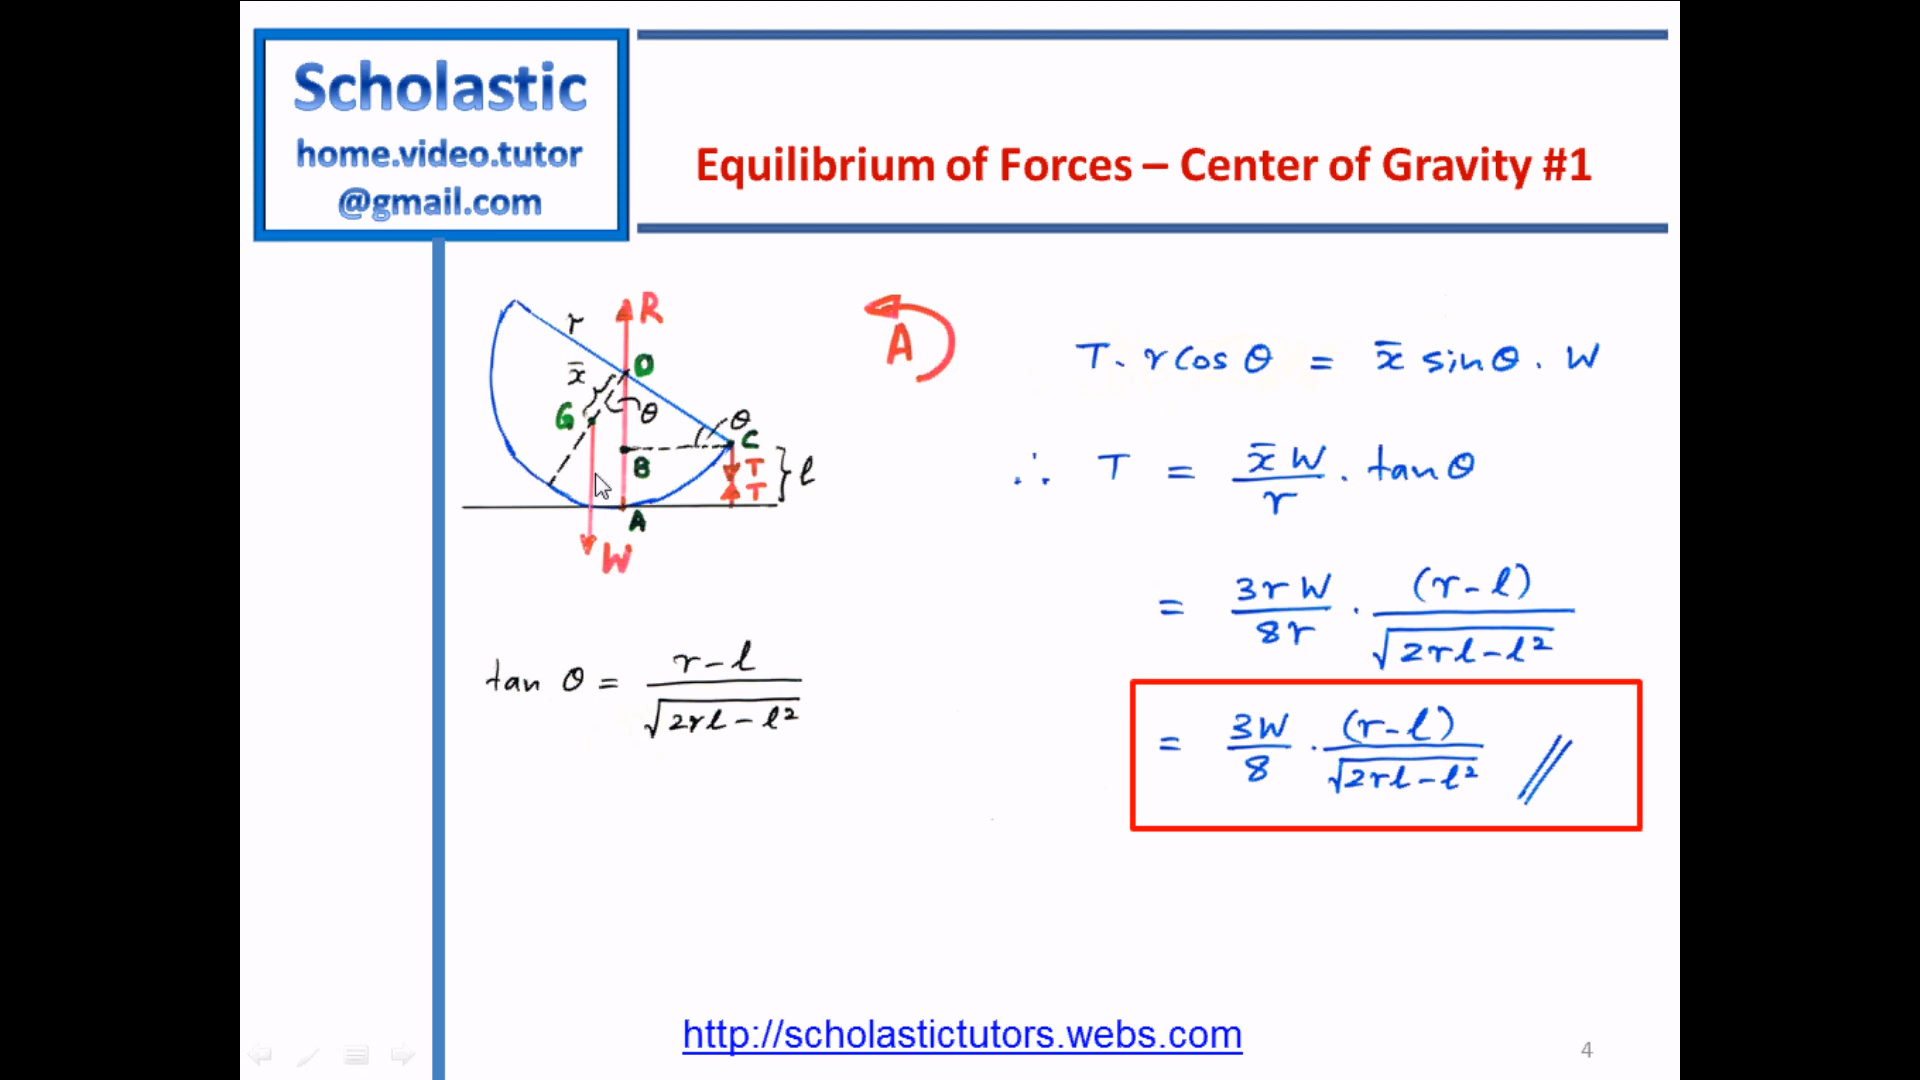 Scholastic
home.video.tutor
@gmail.com
Equilibrium of Forces – Center of Gravity #1
R
r
A
O
x̄
θ
G
θ
C
B
T
T
l
A
W
T · r cos θ = x̄ sin θ . W
∴ T = x̄ W / r . tan θ
= 3rW / 8r . (r - l) / √(2rl - l²)
tan θ = r - l / √(2rl - l²)
= 3W / 8 . (r - l) / √(2rl - l²) //
http://scholastictutors.webs.com
4